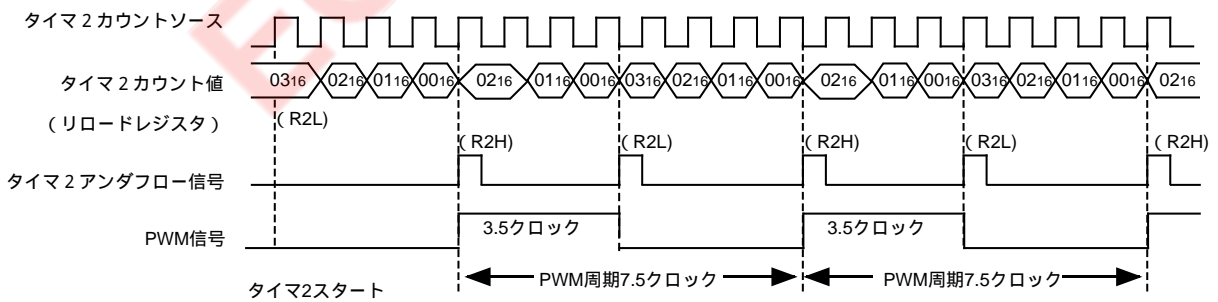 タイマ２カウントソース
タイマ２カウント値 0316 0216 0116 0016 0216 0116 0016 0316 0216 0116 0016 0216 0116 0016 0316 0216 0116 0016 0216
（リロードレジスタ） ( R2L) ( R2H) ( R2L) ( R2H) ( R2L) ( R2H)
タイマ２アンダフロー信号
PWM信号 3.5クロック 3.5クロック
タイマ2スタート PWM周期7.5クロック PWM周期7.5クロック